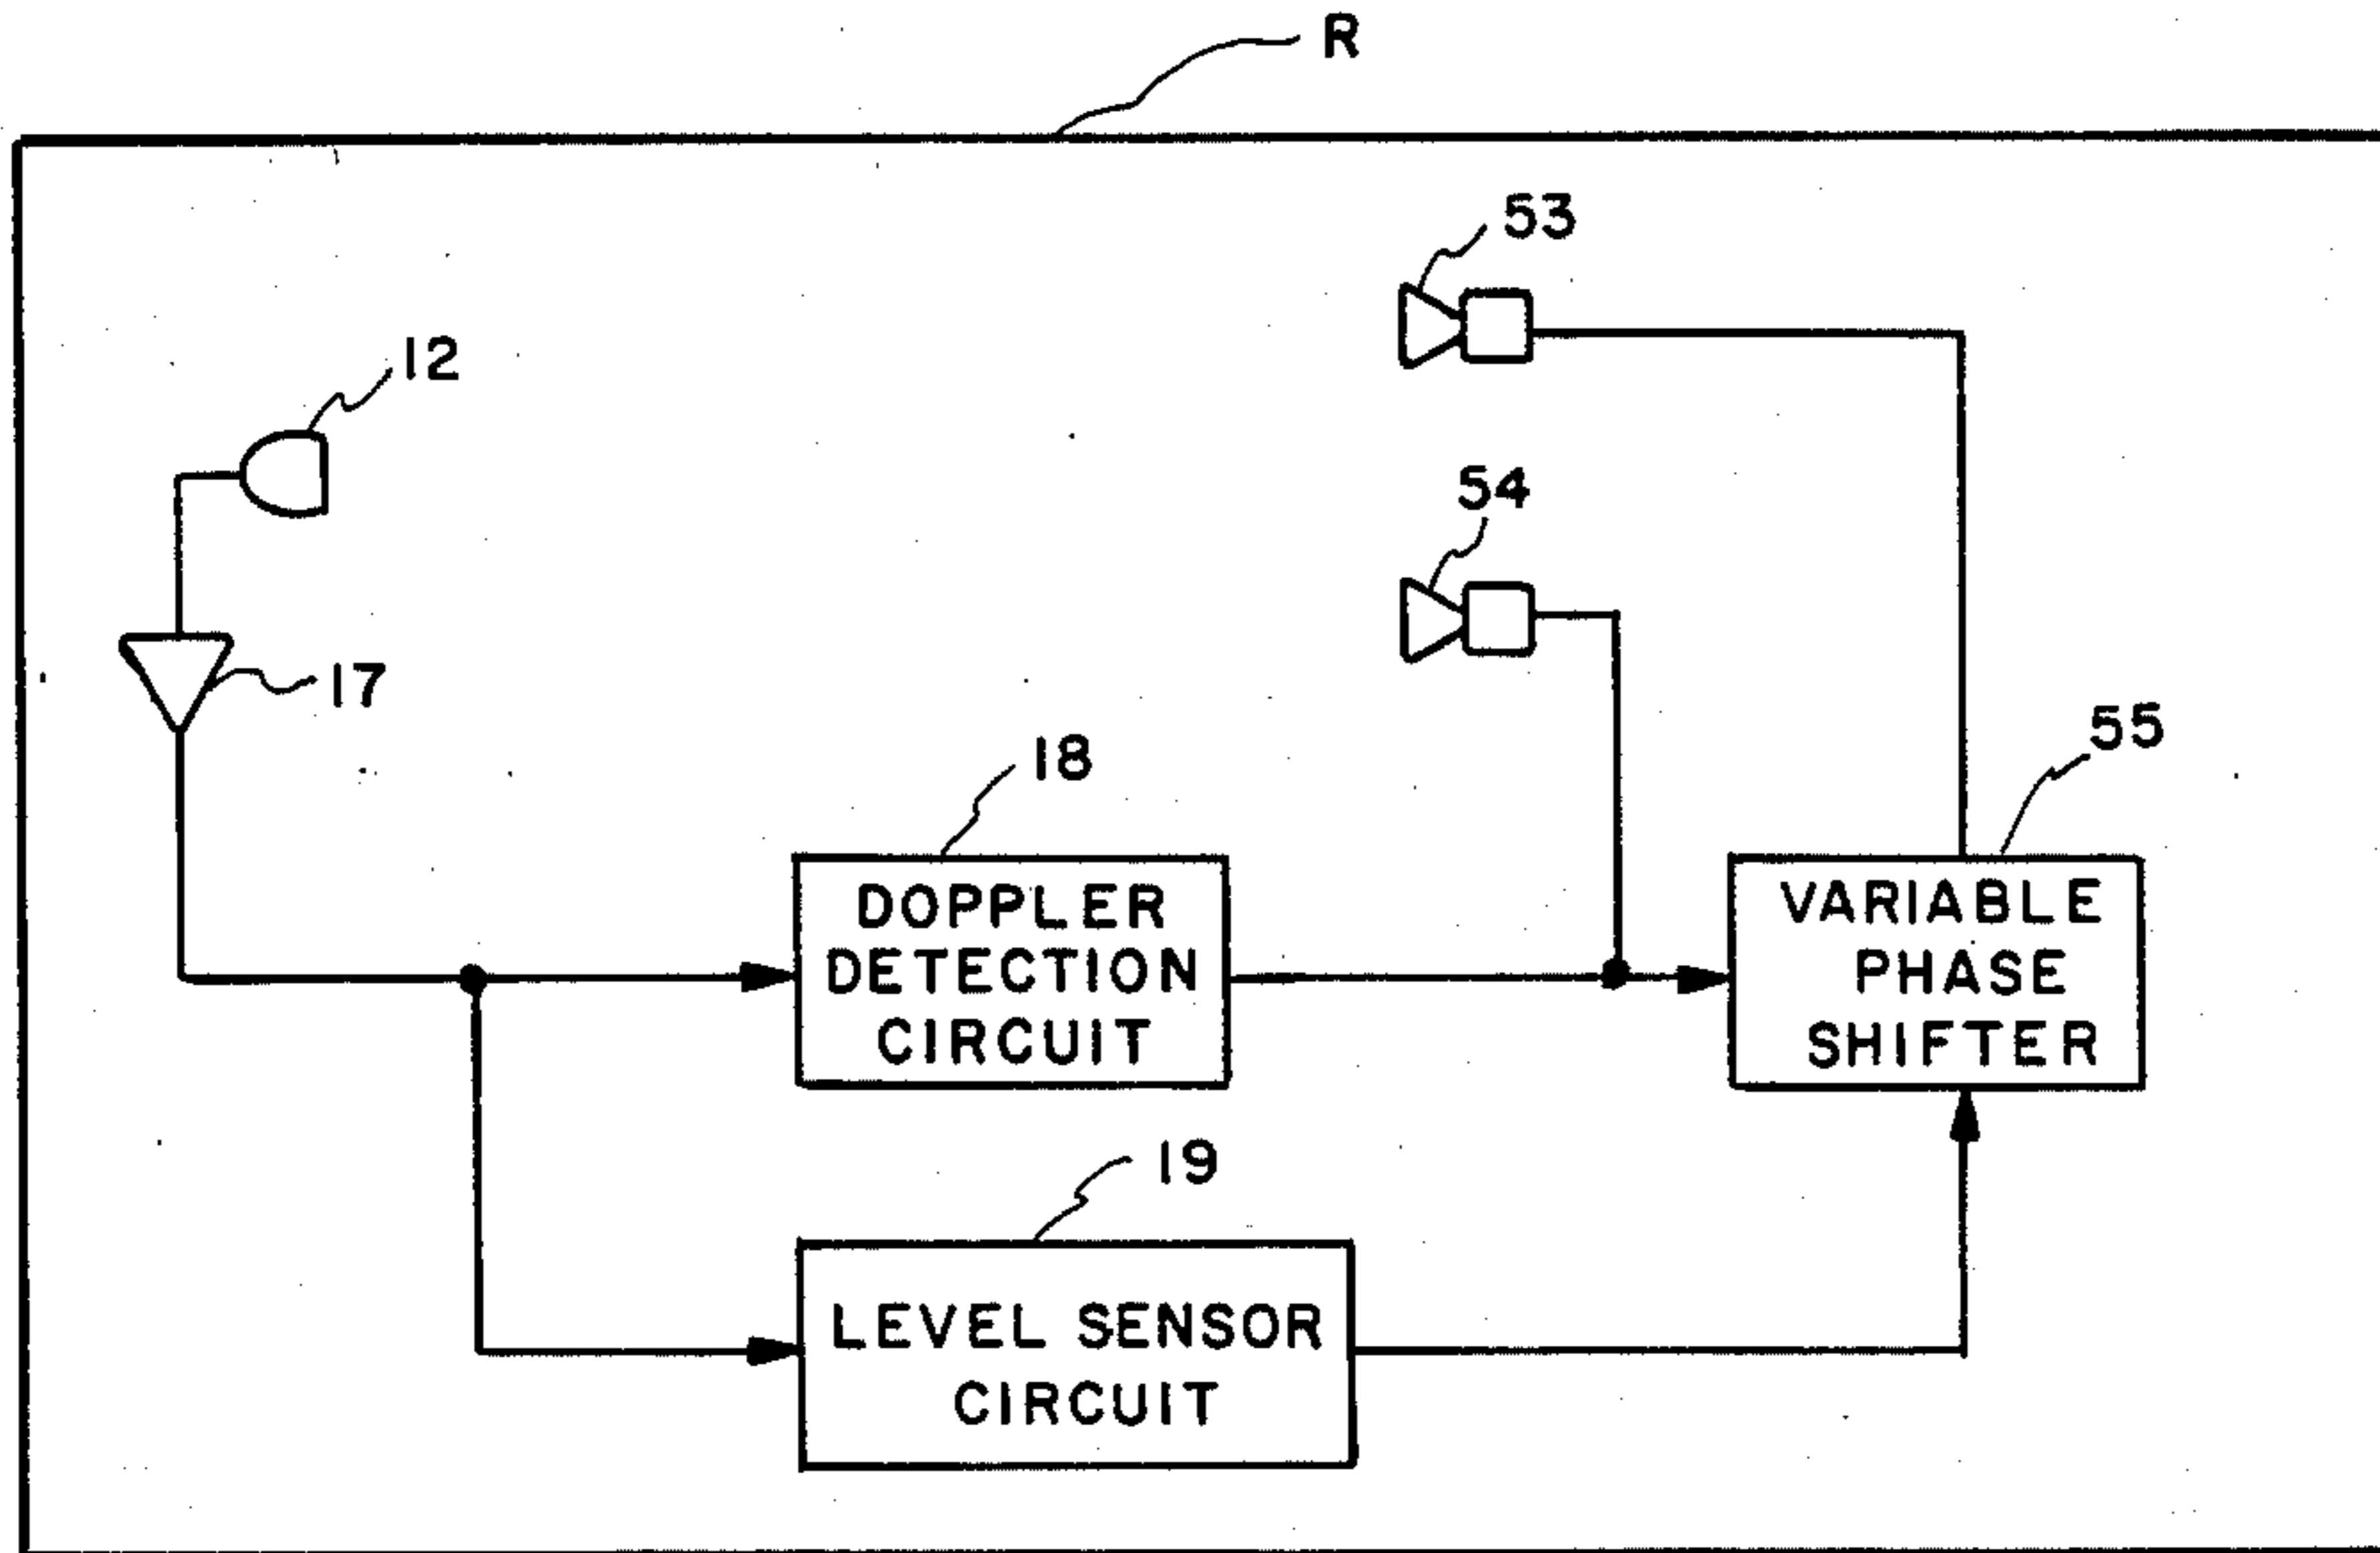 R
53
12
54
17
18
55
DOPPLER
DETECTION
CIRCUIT
VARIABLE
PHASE
SHIFTER
19
LEVEL SENSOR
CIRCUIT